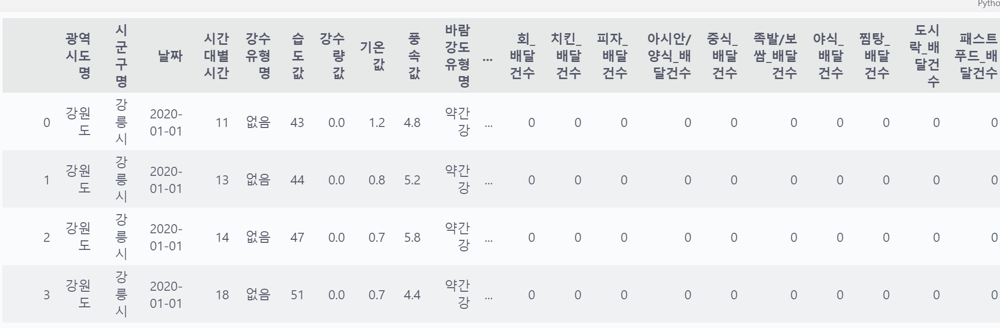 Pytho
광역시도명 시군구명 날짜 시간대별시간 강수유형명 습도값 강수량값 기온값 풍속값 바람강도유형명 ... 회_배달건수 치킨_배달건수 피자_배달건수 아시안/양식_배달건수 중식_배달건수 족발/보쌈_배달건수 야식_배달건수 찜탕_배달건수 도시락_배달건수 패스트푸드_배달건수
0 강원도 강릉시 2020-01-01 11 없음 43 0.0 1.2 4.8 약간강 ... 0 0 0 0 0 0 0 0 0 0
1 강원도 강릉시 2020-01-01 13 없음 44 0.0 0.8 5.2 약간강 ... 0 0 0 0 0 0 0 0 0 0
2 강원도 강릉시 2020-01-01 14 없음 47 0.0 0.7 5.8 약간강 ... 0 0 0 0 0 0 0 0 0 0
3 강원도 강릉시 2020-01-01 18 없음 51 0.0 0.7 4.4 약간강 ... 0 0 0 0 0 0 0 0 0 0